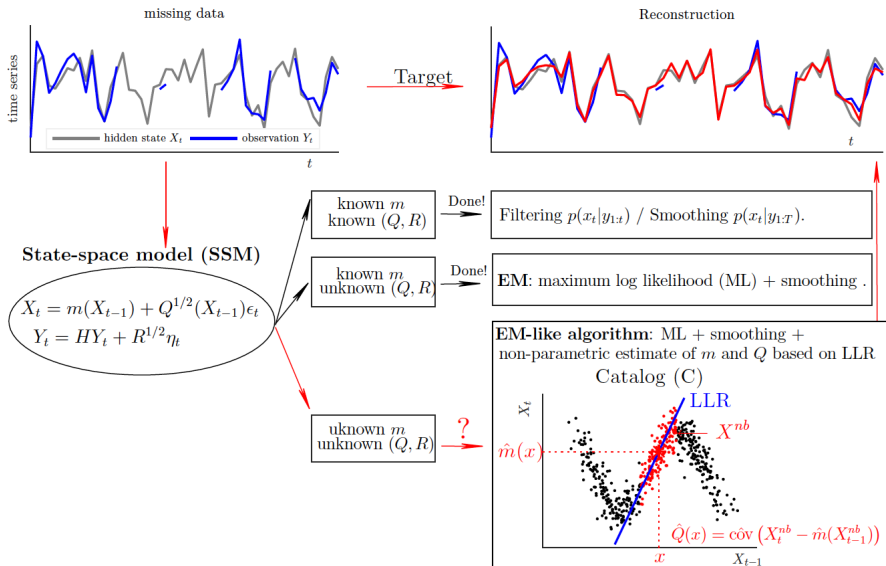 missing data
Reconstruction
time series
Target
hidden state X_t
observation Y_t
t
t
State-space model (SSM)
X_t = m(X_{t−1}) + Q^{1/2}(X_{t−1})ϵ_t
Y_t = HY_t + R^{1/2}η_t
known m
known (Q, R)
Done!
Filtering p(x_t|y_{1:t}) / Smoothing p(x_t|y_{1:T}).
known m
unknown (Q, R)
Done!
EM: maximum log likelihood (ML) + smoothing .
uknown m
unknown (Q, R)
?
EM-like algorithm: ML + smoothing +
non-parametric estimate of m and Q based on LLR
Catalog (C)
X_t
LLR
X^{nb}
m̂(x)
Q̂(x) = côv (X_t^{nb} − m̂(X_{t−1}^{nb}))
x
X_{t−1}